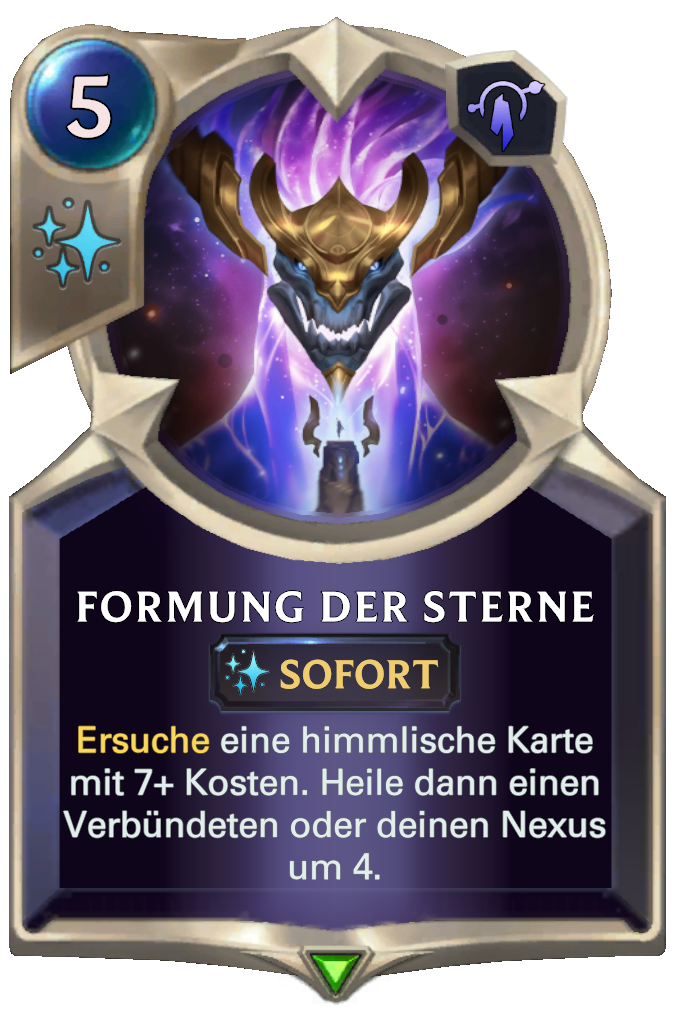 5
FORMUNG DER STERNE
SOFORT
Ersuche eine himmlische Karte
mit 7+ Kosten. Heile dann einen
Verbündeten oder deinen Nexus
um 4.